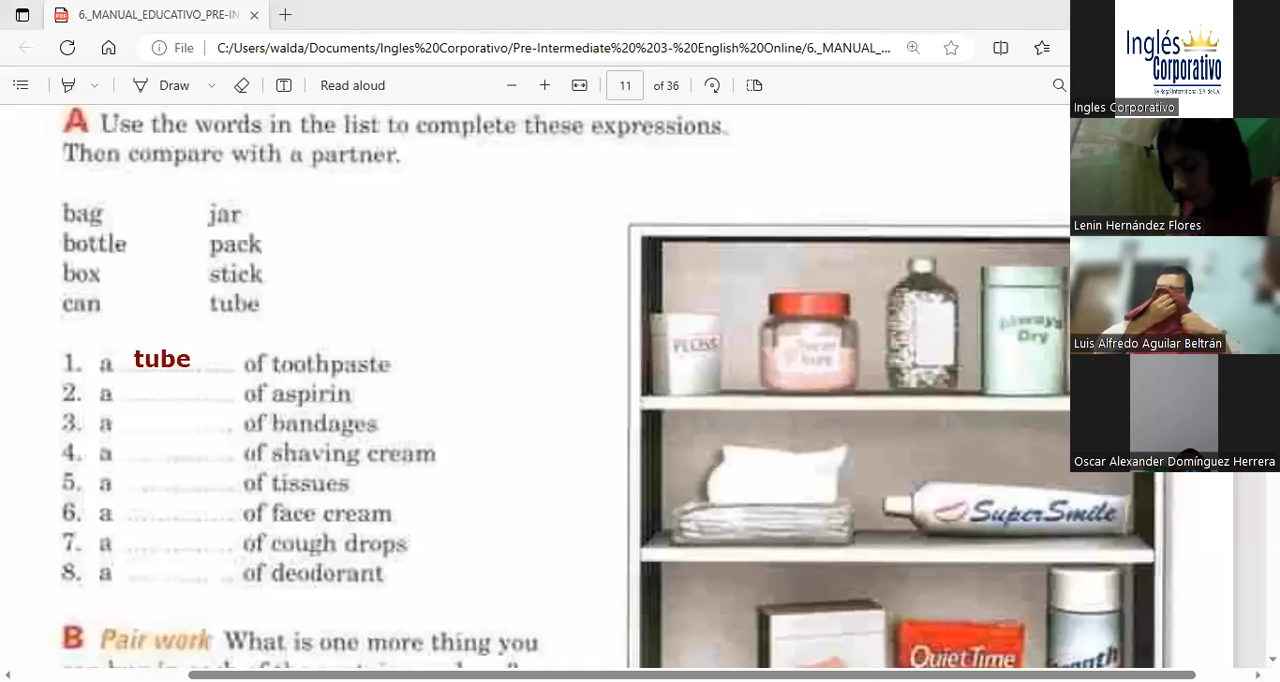 6._MANUAL_EDUCATIVO_PRE-IN
File
C:/Users/walda/Documents/Ingles%20Corporativo/Pre-Intermediate%20%203-%20English%20Online/6._MANUAL_...
Draw
Read aloud
11 of 36
A Use the words in the list to complete these expressions.
Then compare with a partner.
bag jar
bottle pack
box stick
can tube
1. a tube of toothpaste
2. a of aspirin
3. a of bandages
4. a of shaving cream
5. a of tissues
6. a of face cream
7. a of cough drops
8. a of deodorant
B Pair work What is one more thing you
FLOSS
Always
Dry
SuperSmile
QuietTime
Inglés
Corporativo
Ingles Corporativo
Lenin Hernández Flores
Luis Alfredo Aguilar Beltrán
Oscar Alexander Domínguez Herrera